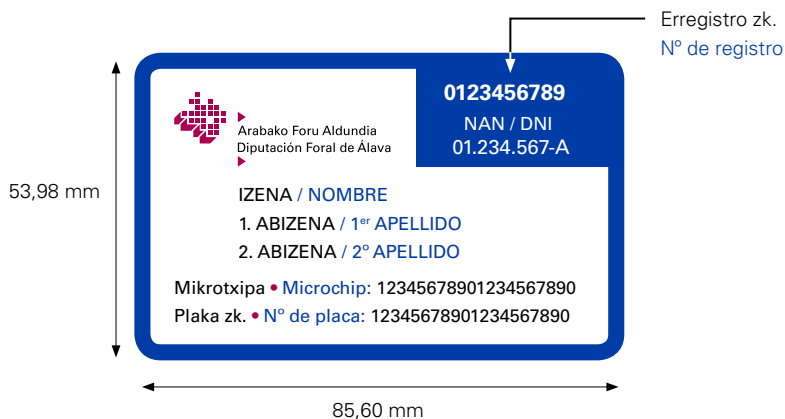 Erregistro zk.
Nº de registro
0123456789
NAN / DNI
01.234.567-A
Arabako Foru Aldundia
Diputación Foral de Álava
53,98 mm
IZENA / NOMBRE
1. ABIZENA / 1er APELLIDO
2. ABIZENA / 2º APELLIDO
Mikrotxipa • Microchip: 12345678901234567890
Plaka zk. • Nº de placa: 12345678901234567890
85,60 mm